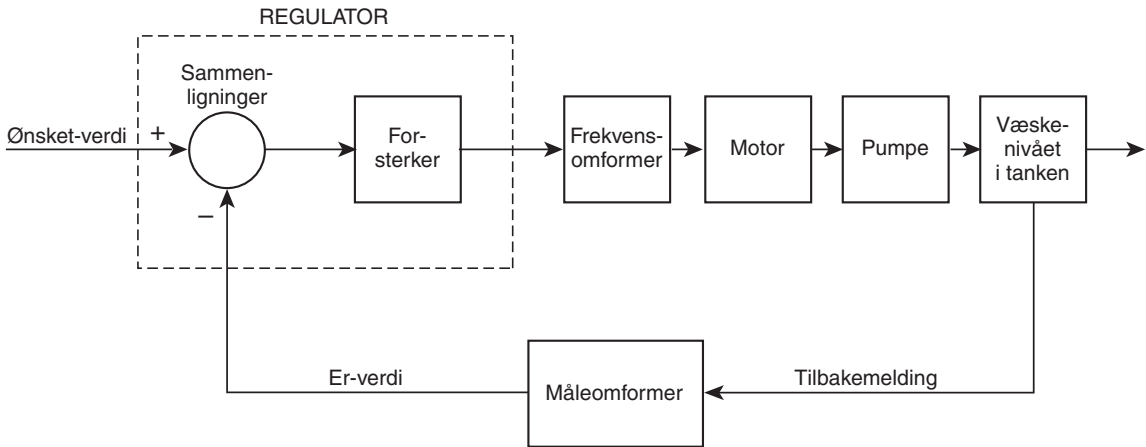 REGULATOR
Sammen-
ligninger
Ønsket-verdi
+
For-
sterker
Frekvens-
omformer
Motor
Pumpe
Væske-
nivået
i tanken
–
Er-verdi
Måleomformer
Tilbakemelding